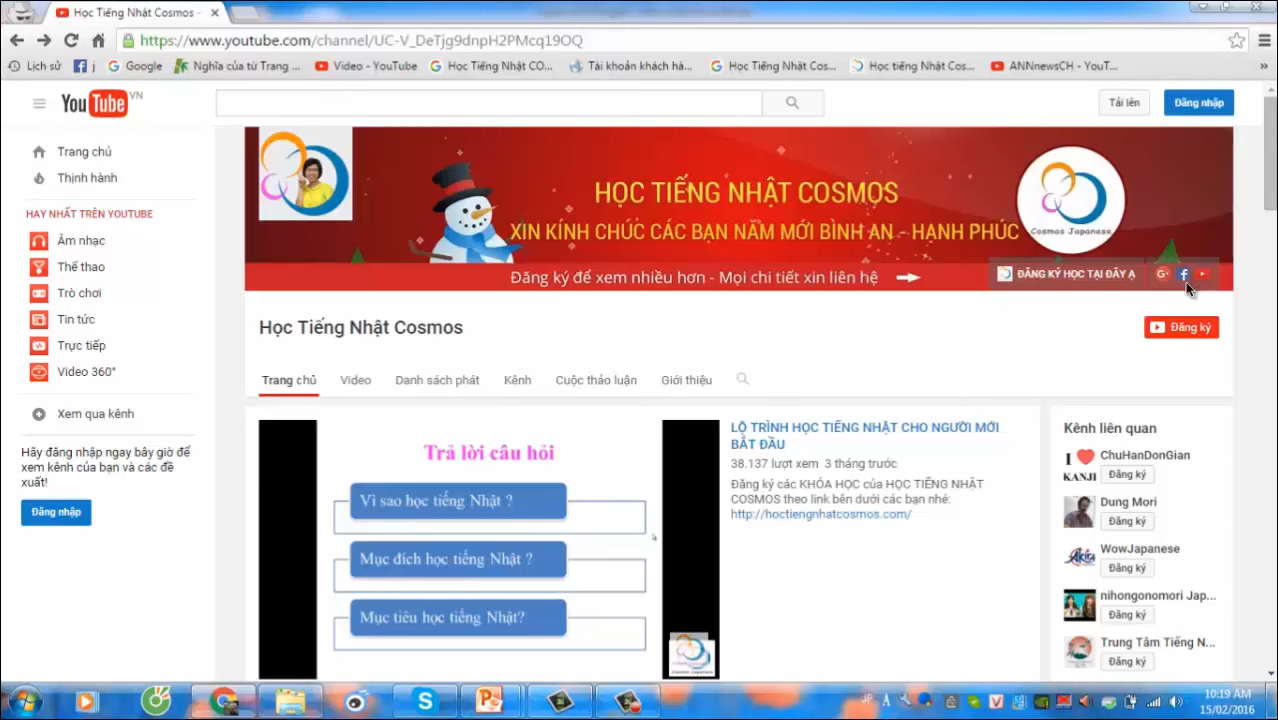 Học Tiếng Nhật Cosmos -
https://www.youtube.com/channel/UC-V_DeTjg9dnpH2PMcq19OQ
Lịch sử
j
Google
Nghĩa của từ Trang ...
Video - YouTube
Học Tiếng Nhật CO...
Tài khoản khách hà...
Học Tiếng Nhật Cos...
Học tiếng Nhật Cos...
ANNnewsCH - YouT...
»
YouTube VN
Tải lên
Đăng nhập
Trang chủ
Thịnh hành
HAY NHẤT TRÊN YOUTUBE
Âm nhạc
Thể thao
Trò chơi
Tin tức
Trực tiếp
Video 360°
Xem qua kênh
Hãy đăng nhập ngay bây giờ để
xem kênh của bạn và các đề
xuất!
Đăng nhập
HỌC TIẾNG NHẬT COSMOS
XIN KÍNH CHÚC CÁC BẠN NĂM MỚI BÌNH AN - HẠNH PHÚC
Cosmos Japanese
Đăng ký để xem nhiều hơn - Mọi chi tiết xin liên hệ
ĐĂNG KÝ HỌC TẠI ĐÂY Ạ
Học Tiếng Nhật Cosmos
Đăng ký
Trang chủ
Video
Danh sách phát
Kênh
Cuộc thảo luận
Giới thiệu
Trả lời câu hỏi
Vì sao học tiếng Nhật ?
Mục đích học tiếng Nhật ?
Mục tiêu học tiếng Nhật?
LỘ TRÌNH HỌC TIẾNG NHẬT CHO NGƯỜI MỚI
BẮT ĐẦU
38.137 lượt xem 3 tháng trước
Đăng ký các KHÓA HỌC của HỌC TIẾNG NHẬT
COSMOS theo link bên dưới các bạn nhé:
http://hoctiengnhatcosmos.com/
Kênh liên quan
I
KANJI
ChuHanDonGian
Đăng ký
Dung Mori
Đăng ký
WowJapanese
Đăng ký
nihongonomori Jap...
Đăng ký
Trung Tâm Tiếng N...
Đăng ký
JP
10:19 AM
15/02/2016